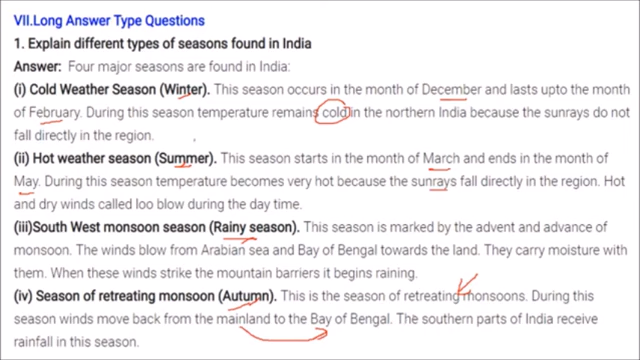 VII.Long Answer Type Questions
1. Explain different types of seasons found in India
Answer: Four major seasons are found in India:
(i) Cold Weather Season (Winter). This season occurs in the month of December and lasts upto the month
of February. During this season temperature remains cold in the northern India because the sunrays do not
fall directly in the region.
(ii) Hot weather season (Summer). This season starts in the month of March and ends in the month of
May. During this season temperature becomes very hot because the sunrays fall directly in the region. Hot
and dry winds called loo blow during the day time.
(iii)South West monsoon season (Rainy season). This season is marked by the advent and advance of
monsoon. The winds blow from Arabian sea and Bay of Bengal towards the land. They carry moisture with
them. When these winds strike the mountain barriers it begins raining.
(iv) Season of retreating monsoon (Autumn). This is the season of retreating monsoons. During this
season winds move back from the mainland to the Bay of Bengal. The southern parts of India receive
rainfall in this season.